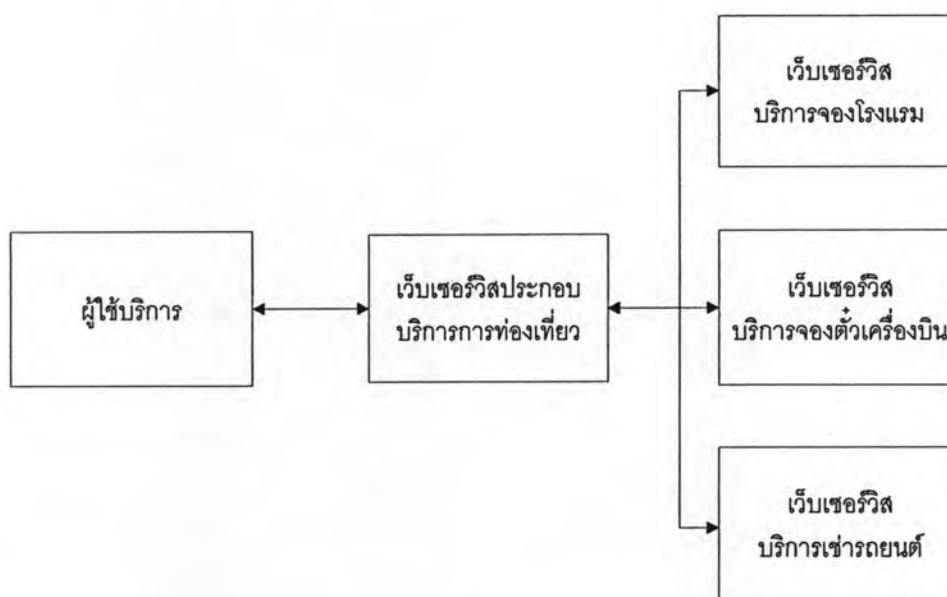 ผู้ใช้บริการ
เว็บเซอร์วิสประกอบ
บริการการท่องเที่ยว
เว็บเซอร์วิส
บริการจองโรงแรม
เว็บเซอร์วิส
บริการจองตั๋วเครื่องบิน
เว็บเซอร์วิส
บริการเช่ารถยนต์